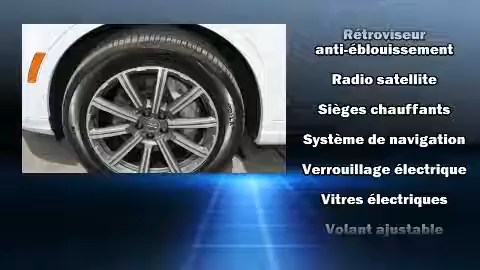 Rétroviseur
anti-éblouissement
Radio satellite
Sièges chauffants
Système de navigation
Verrouillage électrique
Vitres électriques
Volant ajustable